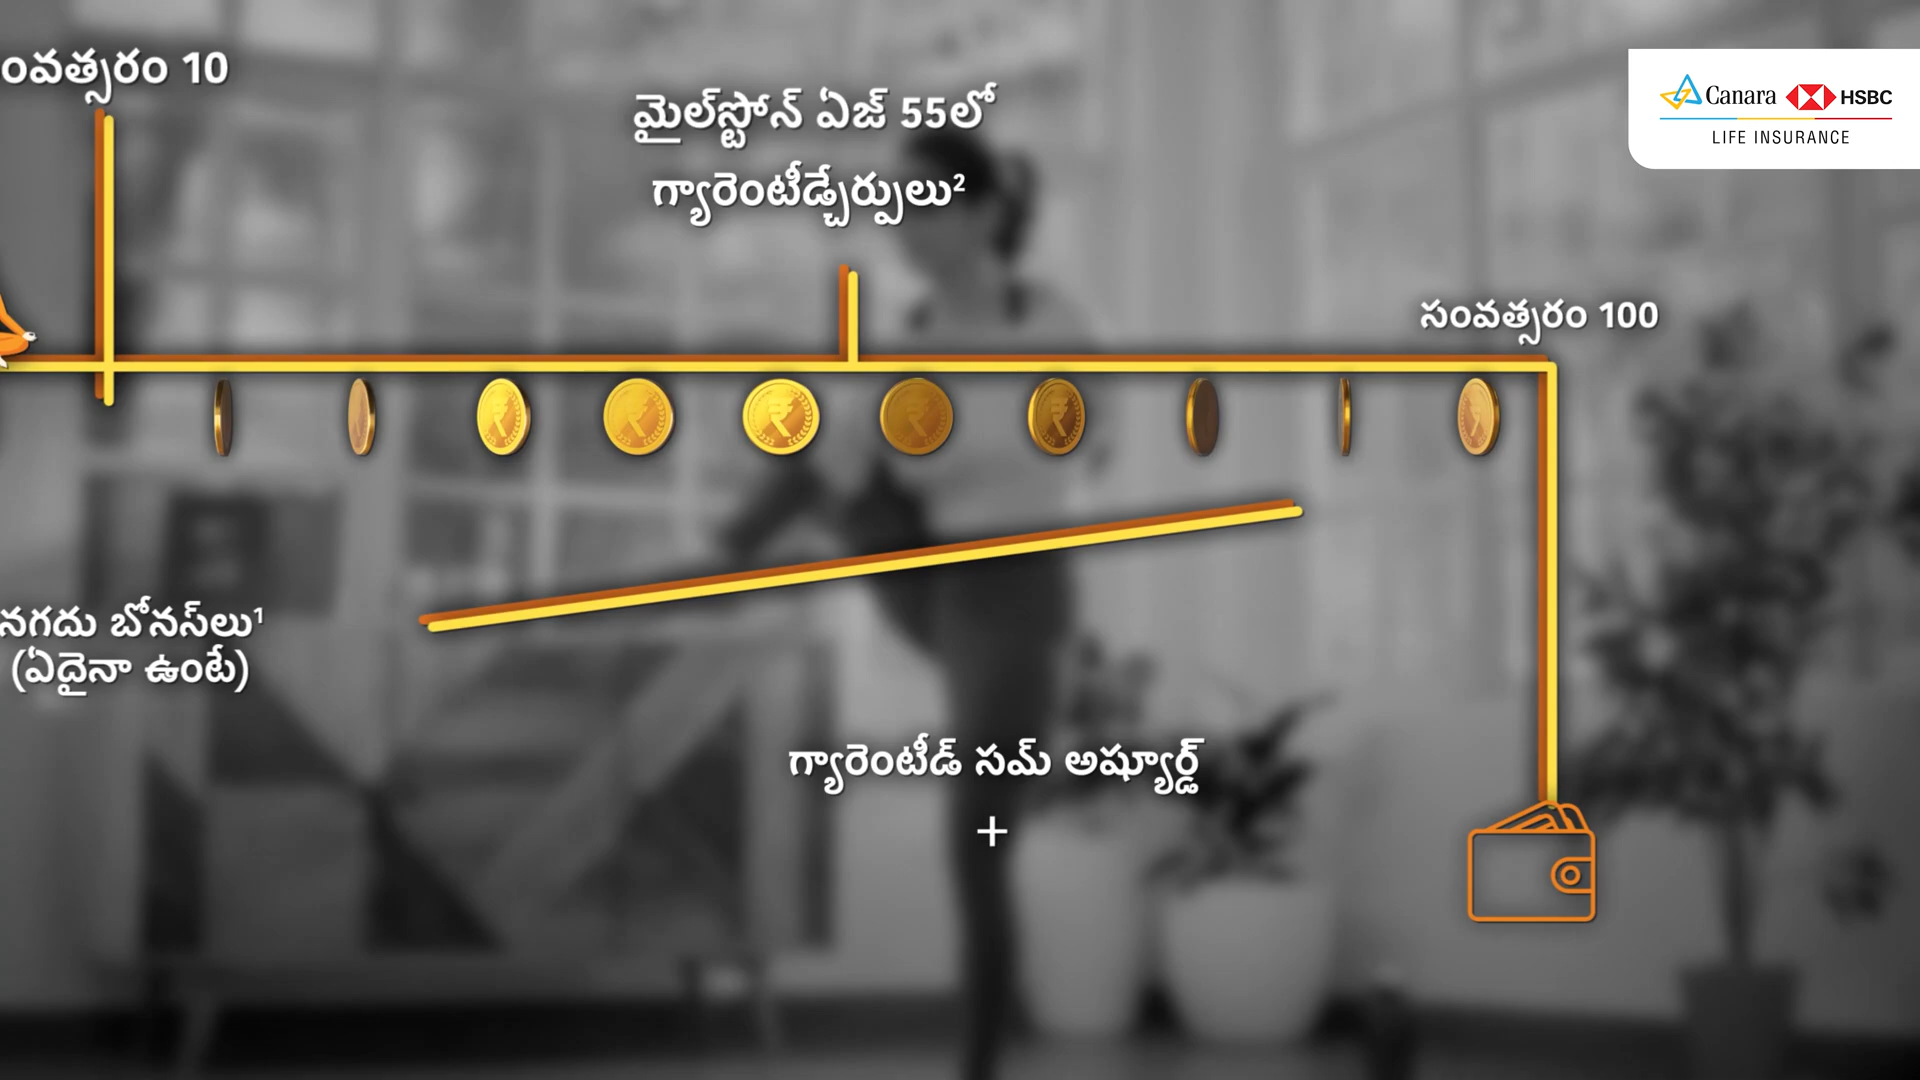 ంవత్సరం 10
మైల్‌స్టోన్ ఏజ్ 55లో
గ్యారెంటీడ్చేర్పులు²
Canara HSBC
LIFE INSURANCE
సంవత్సరం 100
నగదు బోనస్‌లు¹
(ఏదైనా ఉంటే)
గ్యారెంటీడ్ సమ్ అష్యూర్డ్
+